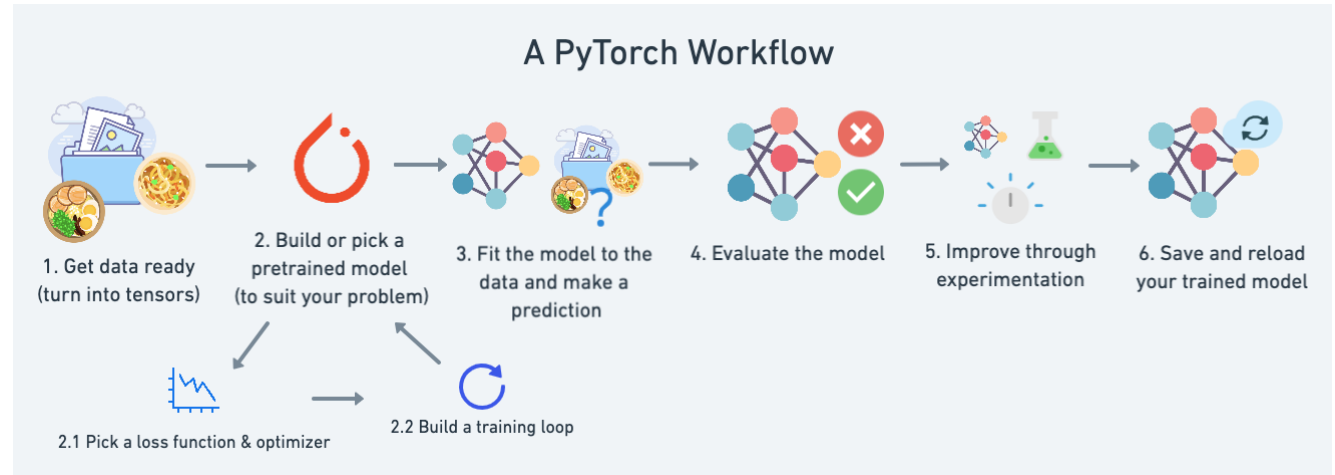 A PyTorch Workflow
1. Get data ready
(turn into tensors)
2. Build or pick a
pretrained model
(to suit your problem)
3. Fit the model to the
data and make a
prediction
4. Evaluate the model
5. Improve through
experimentation
6. Save and reload
your trained model
2.1 Pick a loss function & optimizer
2.2 Build a training loop